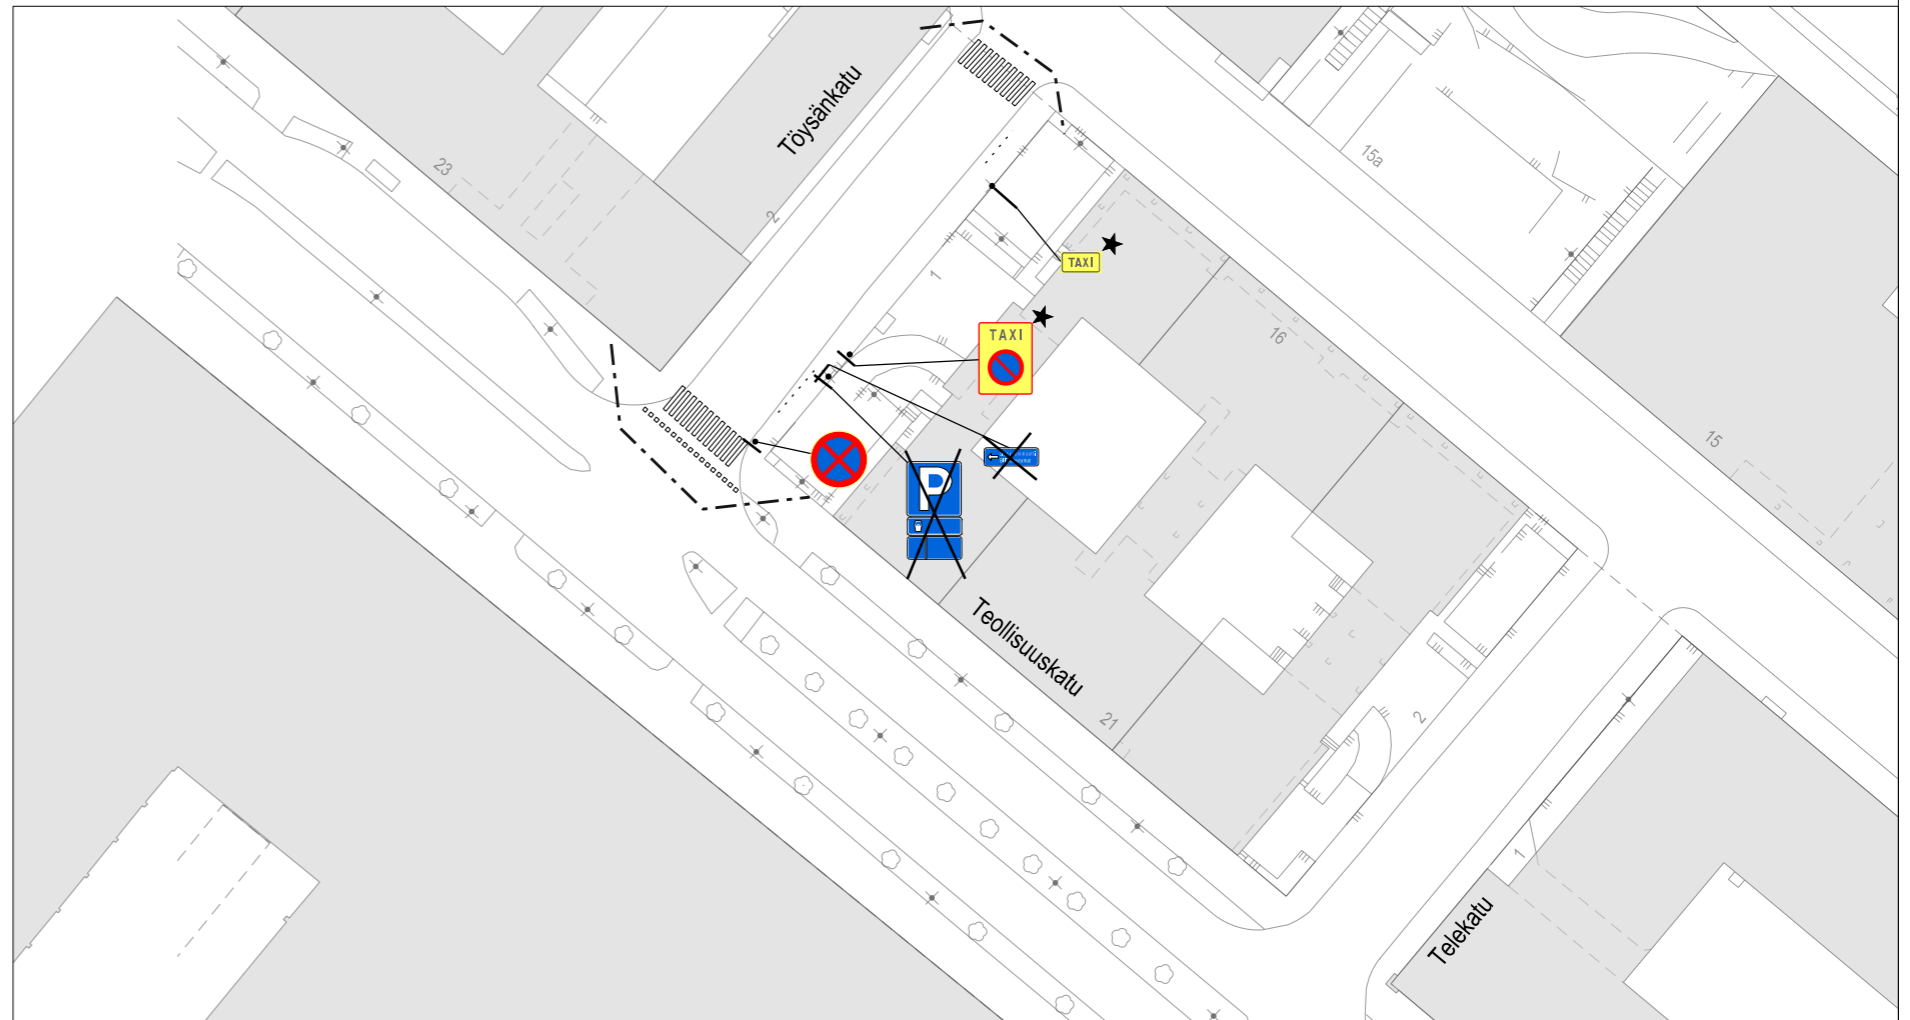 Töysänkatu
23
15a
2
TAXI
1
TAXI
16
15
P
Teollisuuskatu
21
2
1
Telekatu